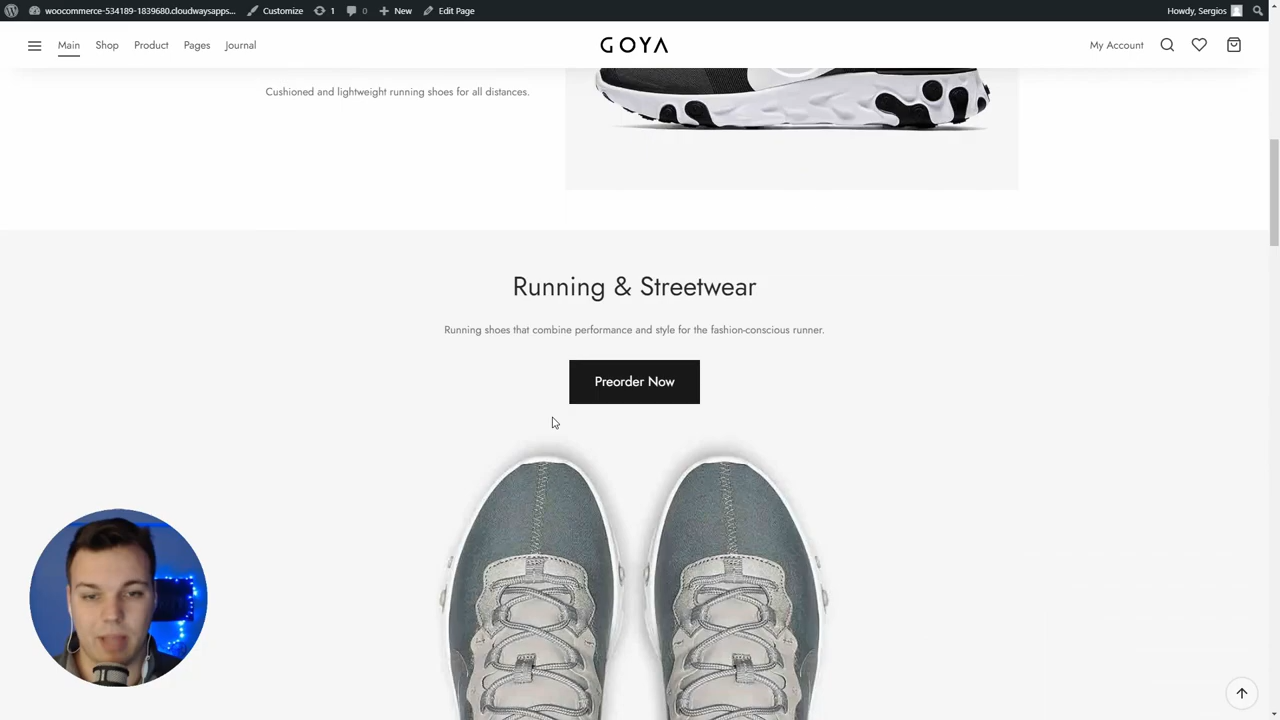 woocommerce-534189-1839680.cloudwaysapps...
Customize
1
0
New
Edit Page
Howdy, Sergios
Main
Shop
Product
Pages
Journal
GOYA
My Account
Cushioned and lightweight running shoes for all distances.
Running & Streetwear
Running shoes that combine performance and style for the fashion-conscious runner.
Preorder Now